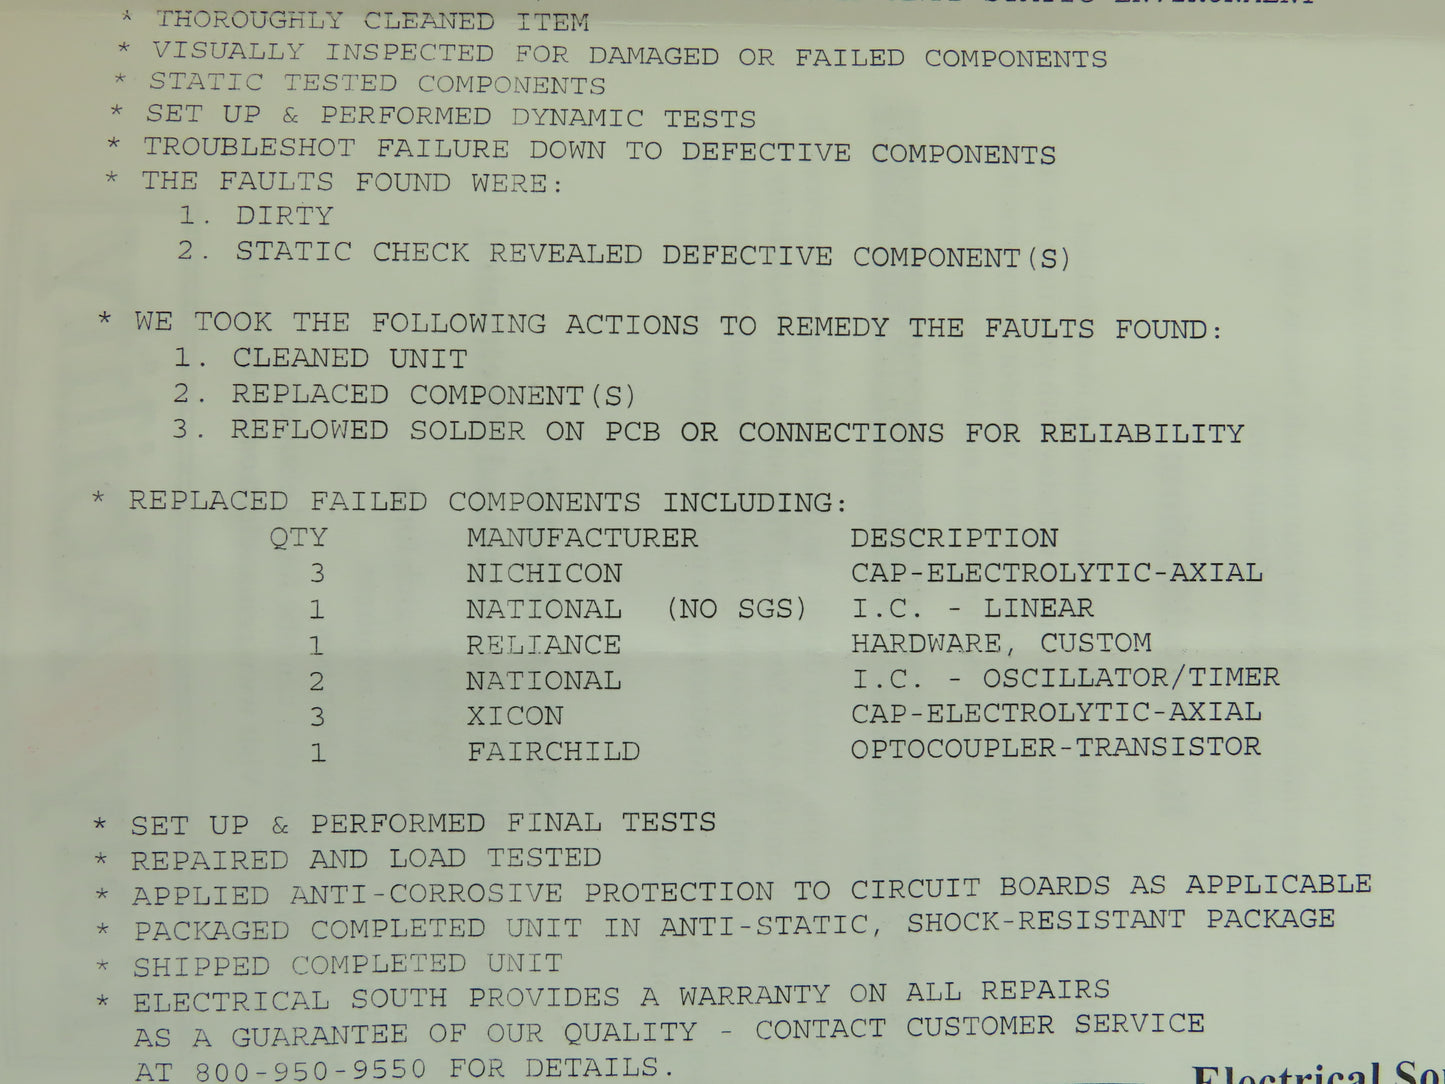 * THOROUGHLY CLEANED ITEM
* VISUALLY INSPECTED FOR DAMAGED OR FAILED COMPONENTS
* STATIC TESTED COMPONENTS
* SET UP & PERFORMED DYNAMIC TESTS
* TROUBLESHOT FAILURE DOWN TO DEFECTIVE COMPONENTS
* THE FAULTS FOUND WERE:
1. DIRTY
2. STATIC CHECK REVEALED DEFECTIVE COMPONENT(S)
* WE TOOK THE FOLLOWING ACTIONS TO REMEDY THE FAULTS FOUND:
1. CLEANED UNIT
2. REPLACED COMPONENT(S)
3. REFLOWED SOLDER ON PCB OR CONNECTIONS FOR RELIABILITY
* REPLACED FAILED COMPONENTS INCLUDING:
QTY MANUFACTURER DESCRIPTION
3 NICHICON CAP-ELECTROLYTIC-AXIAL
1 NATIONAL (NO SGS) I.C. - LINEAR
1 RELIANCE HARDWARE, CUSTOM
2 NATIONAL I.C. - OSCILLATOR/TIMER
3 XICON CAP-ELECTROLYTIC-AXIAL
1 FAIRCHILD OPTOCOUPLER-TRANSISTOR
* SET UP & PERFORMED FINAL TESTS
* REPAIRED AND LOAD TESTED
* APPLIED ANTI-CORROSIVE PROTECTION TO CIRCUIT BOARDS AS APPLICABLE
* PACKAGED COMPLETED UNIT IN ANTI-STATIC, SHOCK-RESISTANT PACKAGE
* SHIPPED COMPLETED UNIT
* ELECTRICAL SOUTH PROVIDES A WARRANTY ON ALL REPAIRS
AS A GUARANTEE OF OUR QUALITY - CONTACT CUSTOMER SERVICE
AT 800-950-9550 FOR DETAILS.
Electrical